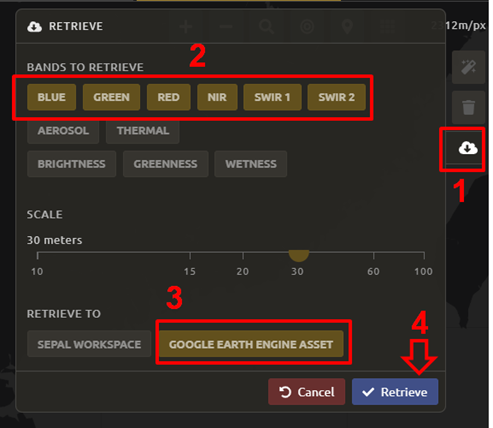 RETRIEVE
12m/px
BANDS TO RETRIEVE
2
BLUE GREEN RED NIR SWIR 1 SWIR 2
AEROSOL THERMAL
BRIGHTNESS GREENNESS WETNESS
1
SCALE
30 meters
10 15 20 30 60 100
3
RETRIEVE TO
4
SEPAL WORKSPACE GOOGLE EARTH ENGINE ASSET
Cancel Retrieve